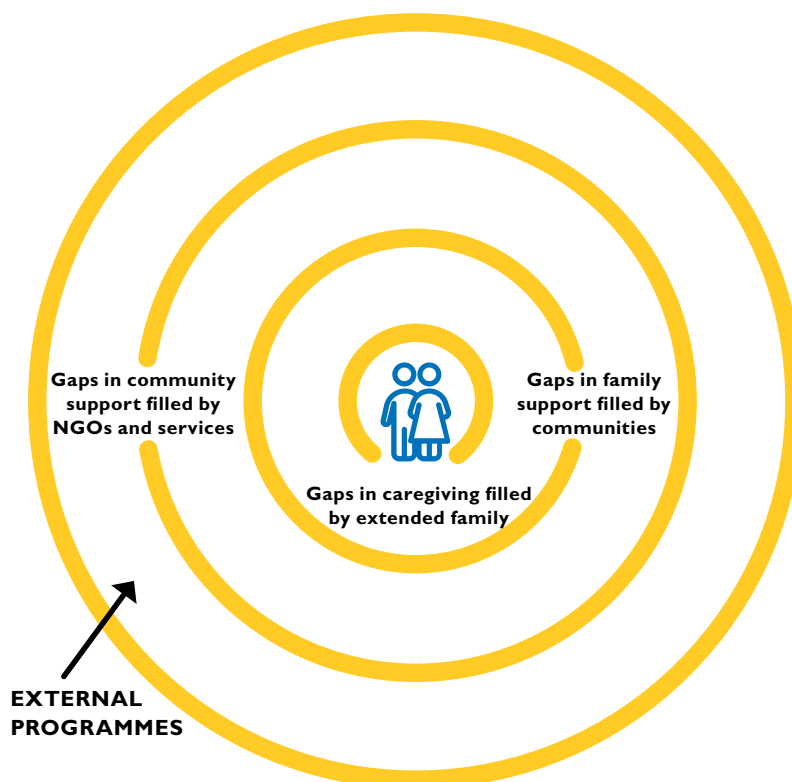 Gaps in community
support filled by
NGOs and services
Gaps in family
support filled by
communities
Gaps in caregiving filled
by extended family
EXTERNAL
PROGRAMMES